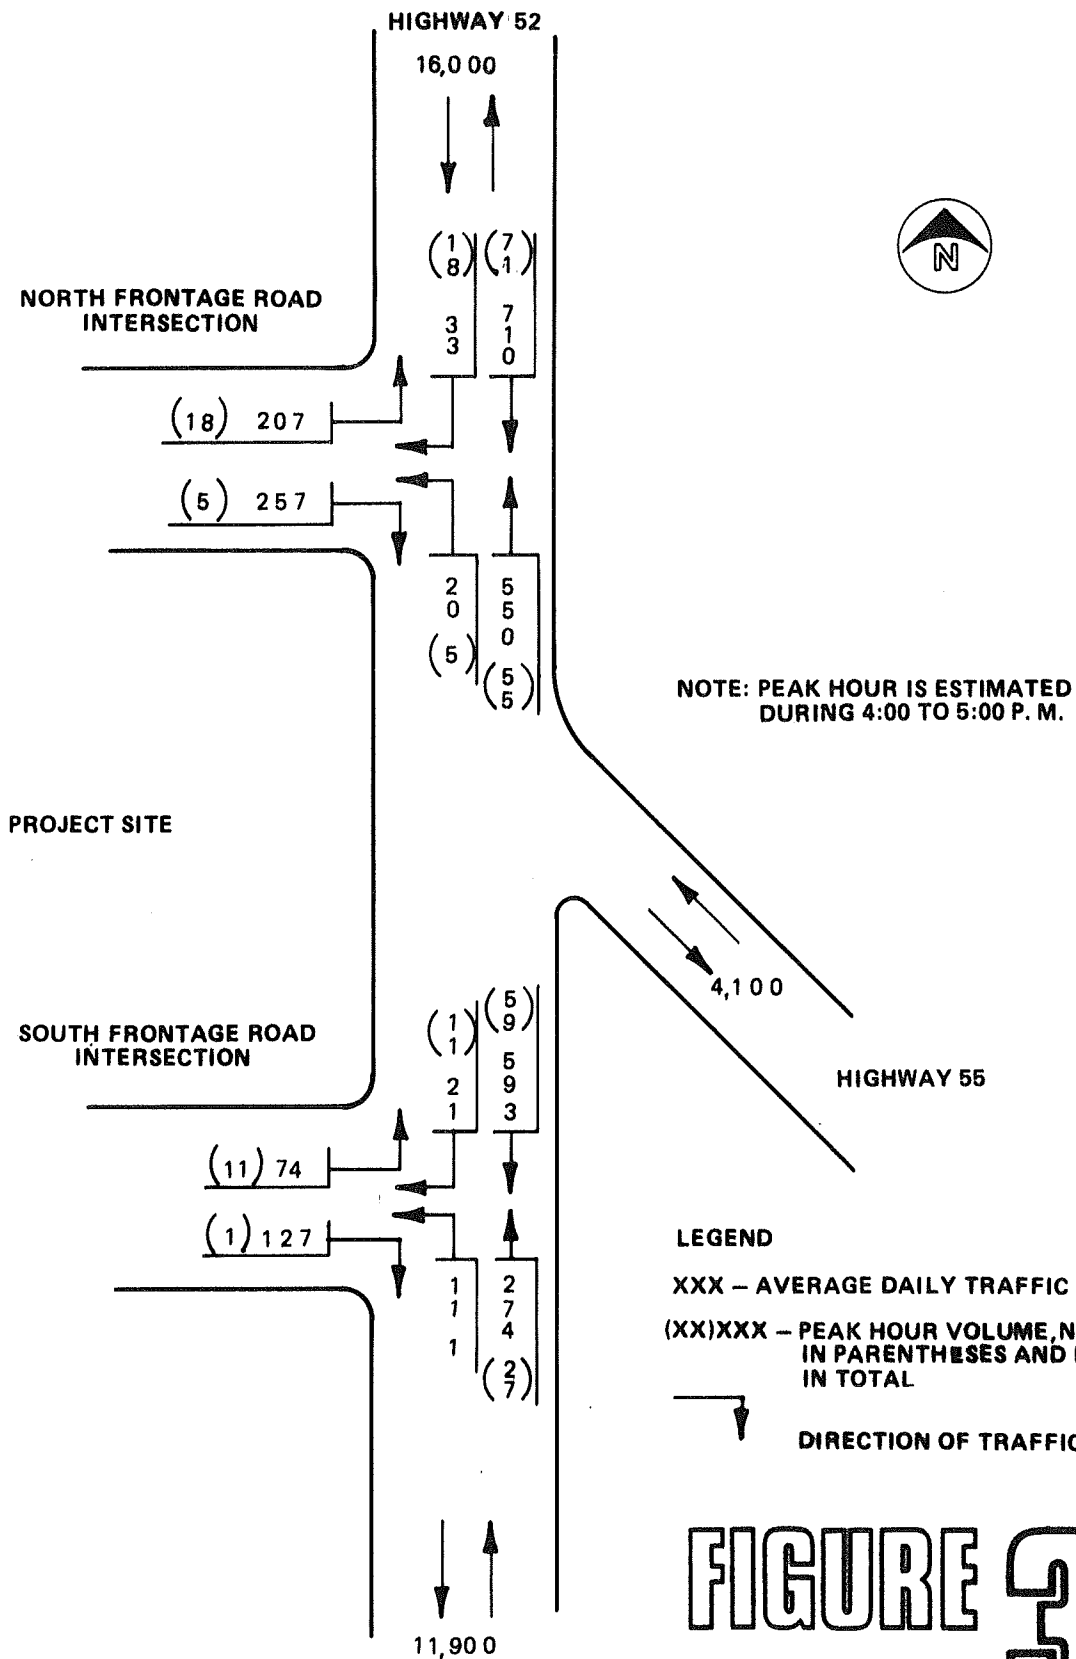 HIGHWAY 52
16,000
(18) 33
(71) 710
N
NORTH FRONTAGE ROAD
INTERSECTION
(18) 207
(5) 257
20 (5)
550 (55)
NOTE: PEAK HOUR IS ESTIMATED
DURING 4:00 TO 5:00 P.M.
PROJECT SITE
4,100
HIGHWAY 55
SOUTH FRONTAGE ROAD
INTERSECTION
(11) 21
(59) 593
(11) 74
(1) 127
11 1
274 (27)
11,900
LEGEND
XXX – AVERAGE DAILY TRAFFIC
(XX)XXX – PEAK HOUR VOLUME,
IN PARENTHESES AND
IN TOTAL
DIRECTION OF TRAFFIC
FIGURE 3